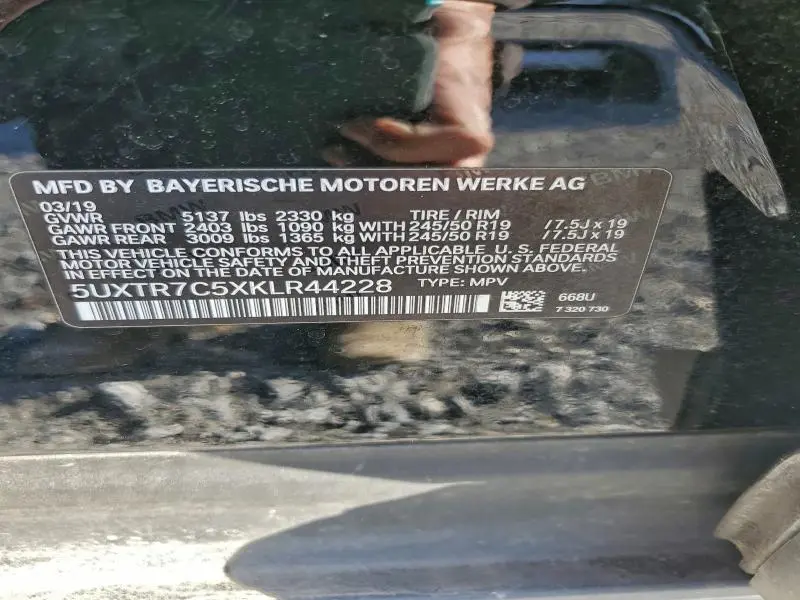 MFD BY BAYERISCHE MOTOREN WERKE AG
03/19
GVWR 5137 lbs 2330 kg TIRE / RIM
GAWR FRONT 2403 lbs 1090 kg WITH 245/50 R19 / 7.5J x 19
GAWR REAR 3009 lbs 1365 kg WITH 245/50 R19 / 7.5J x 19
THIS VEHICLE CONFORMS TO ALL APPLICABLE U. S. FEDERAL
MOTOR VEHICLE SAFETY AND THEFT PREVENTION STANDARDS
IN EFFECT ON THE DATE OF MANUFACTURE SHOWN ABOVE.
5UXTR7C5XKLR44228 TYPE: MPV
668U
7 320 730